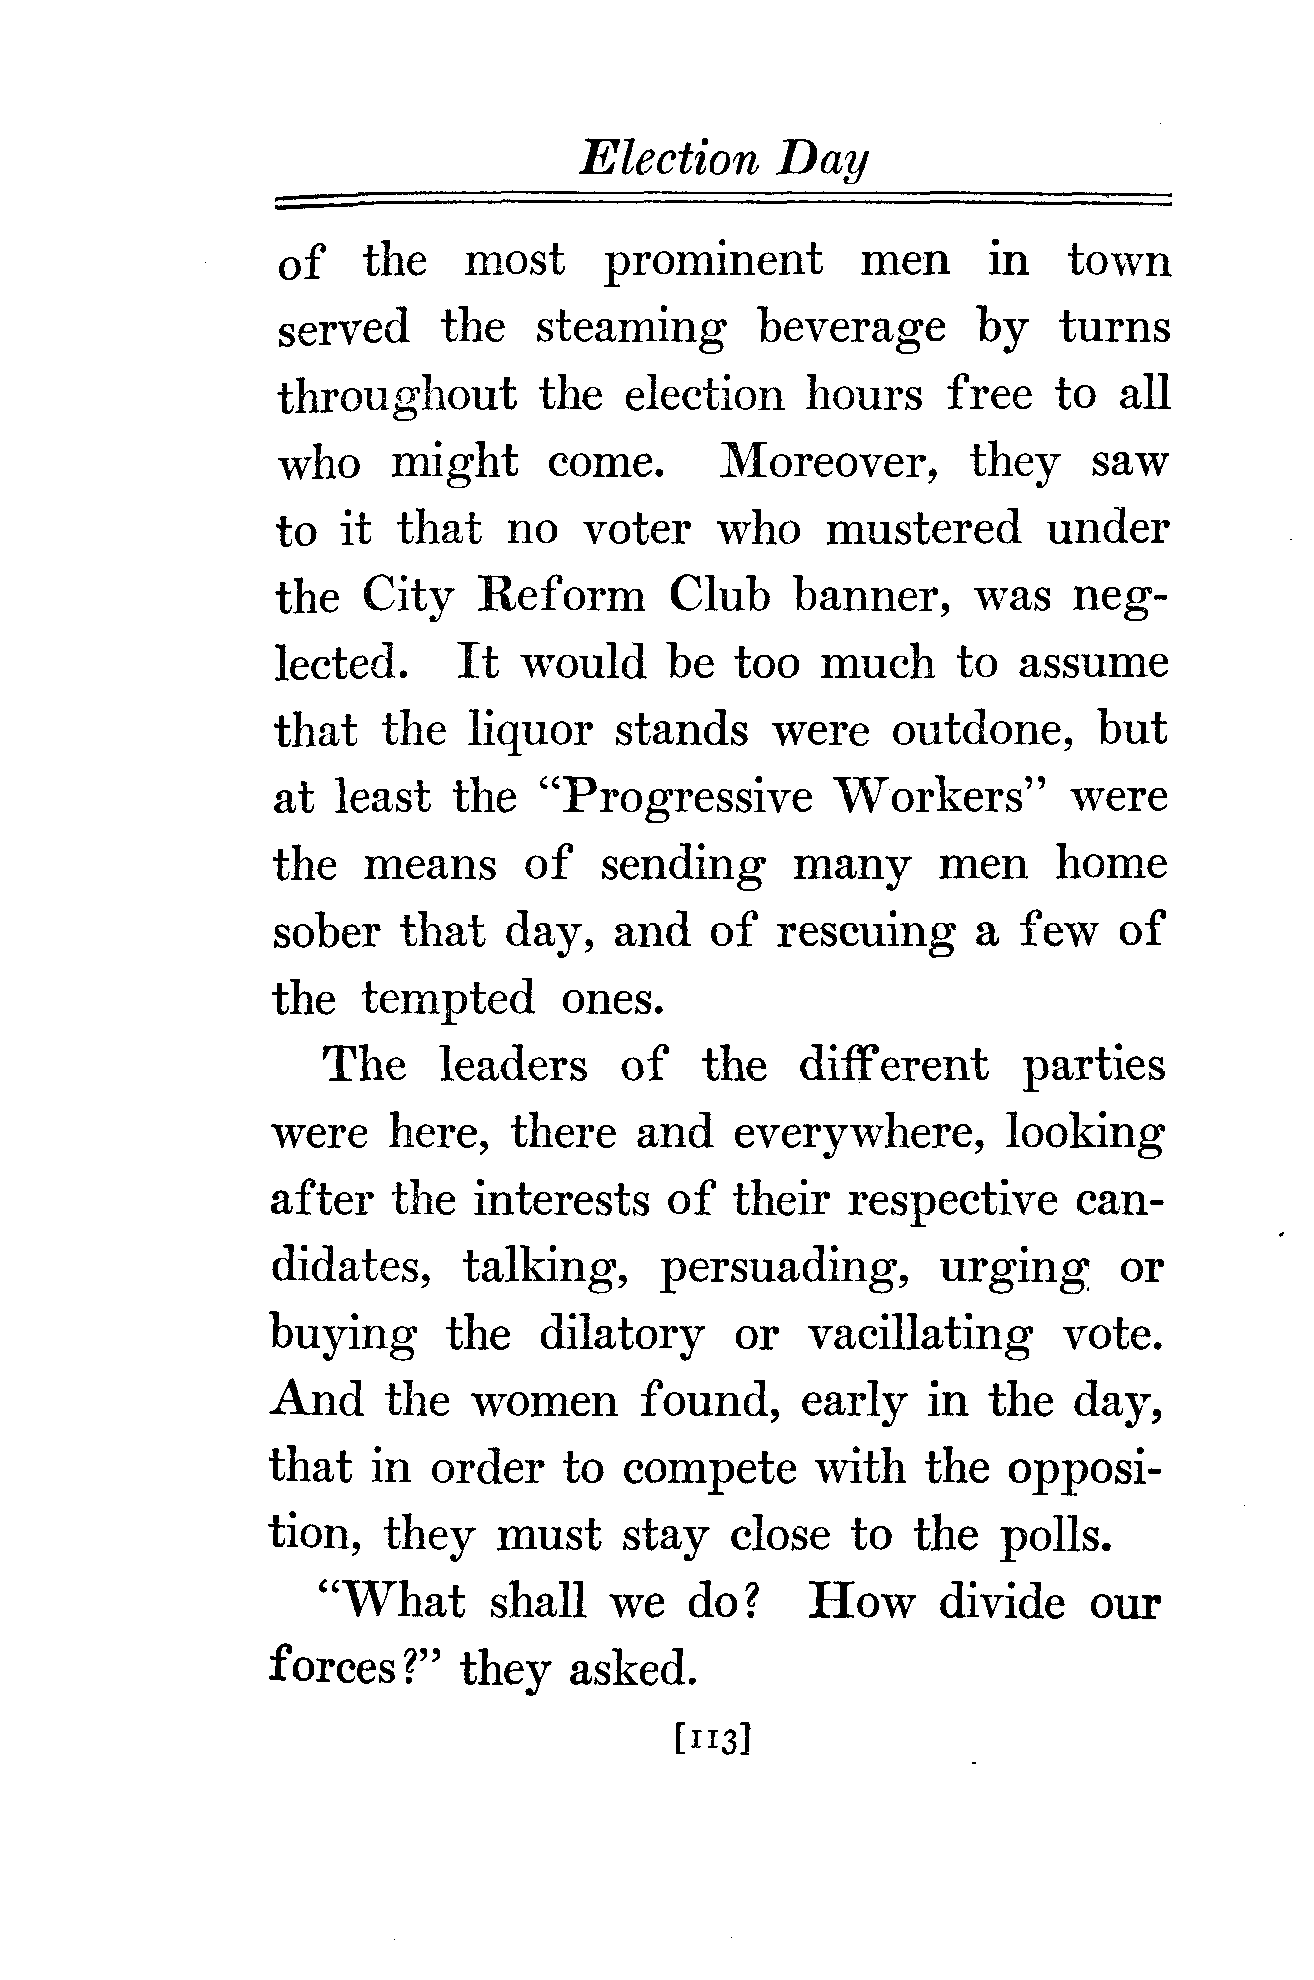 Election Day
of the most prominent men in town
served the steaming beverage by turns
throughout the election hours free to all
who might come. Moreover, they saw
to it that no voter who mustered under
the City Reform Club banner, was neg-
lected. It would be too much to assume
that the liquor stands were outdone, but
at least the “Progressive Workers” were
the means of sending many men home
sober that day, and of rescuing a few of
the tempted ones.
The leaders of the different parties
were here, there and everywhere, looking
after the interests of their respective can-
didates, talking, persuading, urging or
buying the dilatory or vacillating vote.
And the women found, early in the day,
that in order to compete with the opposi-
tion, they must stay close to the polls.
“What shall we do? How divide our
forces?” they asked.
[113]